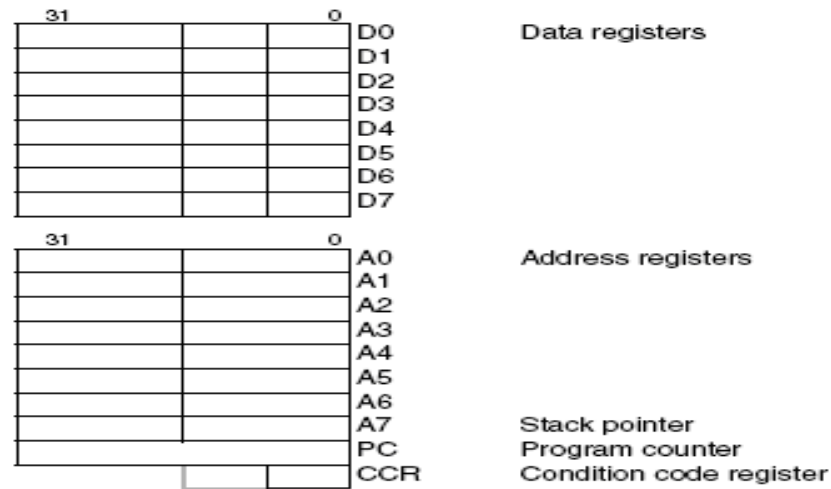 31 0
D0 Data registers
D1
D2
D3
D4
D5
D6
D7
31 0
A0 Address registers
A1
A2
A3
A4
A5
A6
A7 Stack pointer
PC Program counter
CCR Condition code register